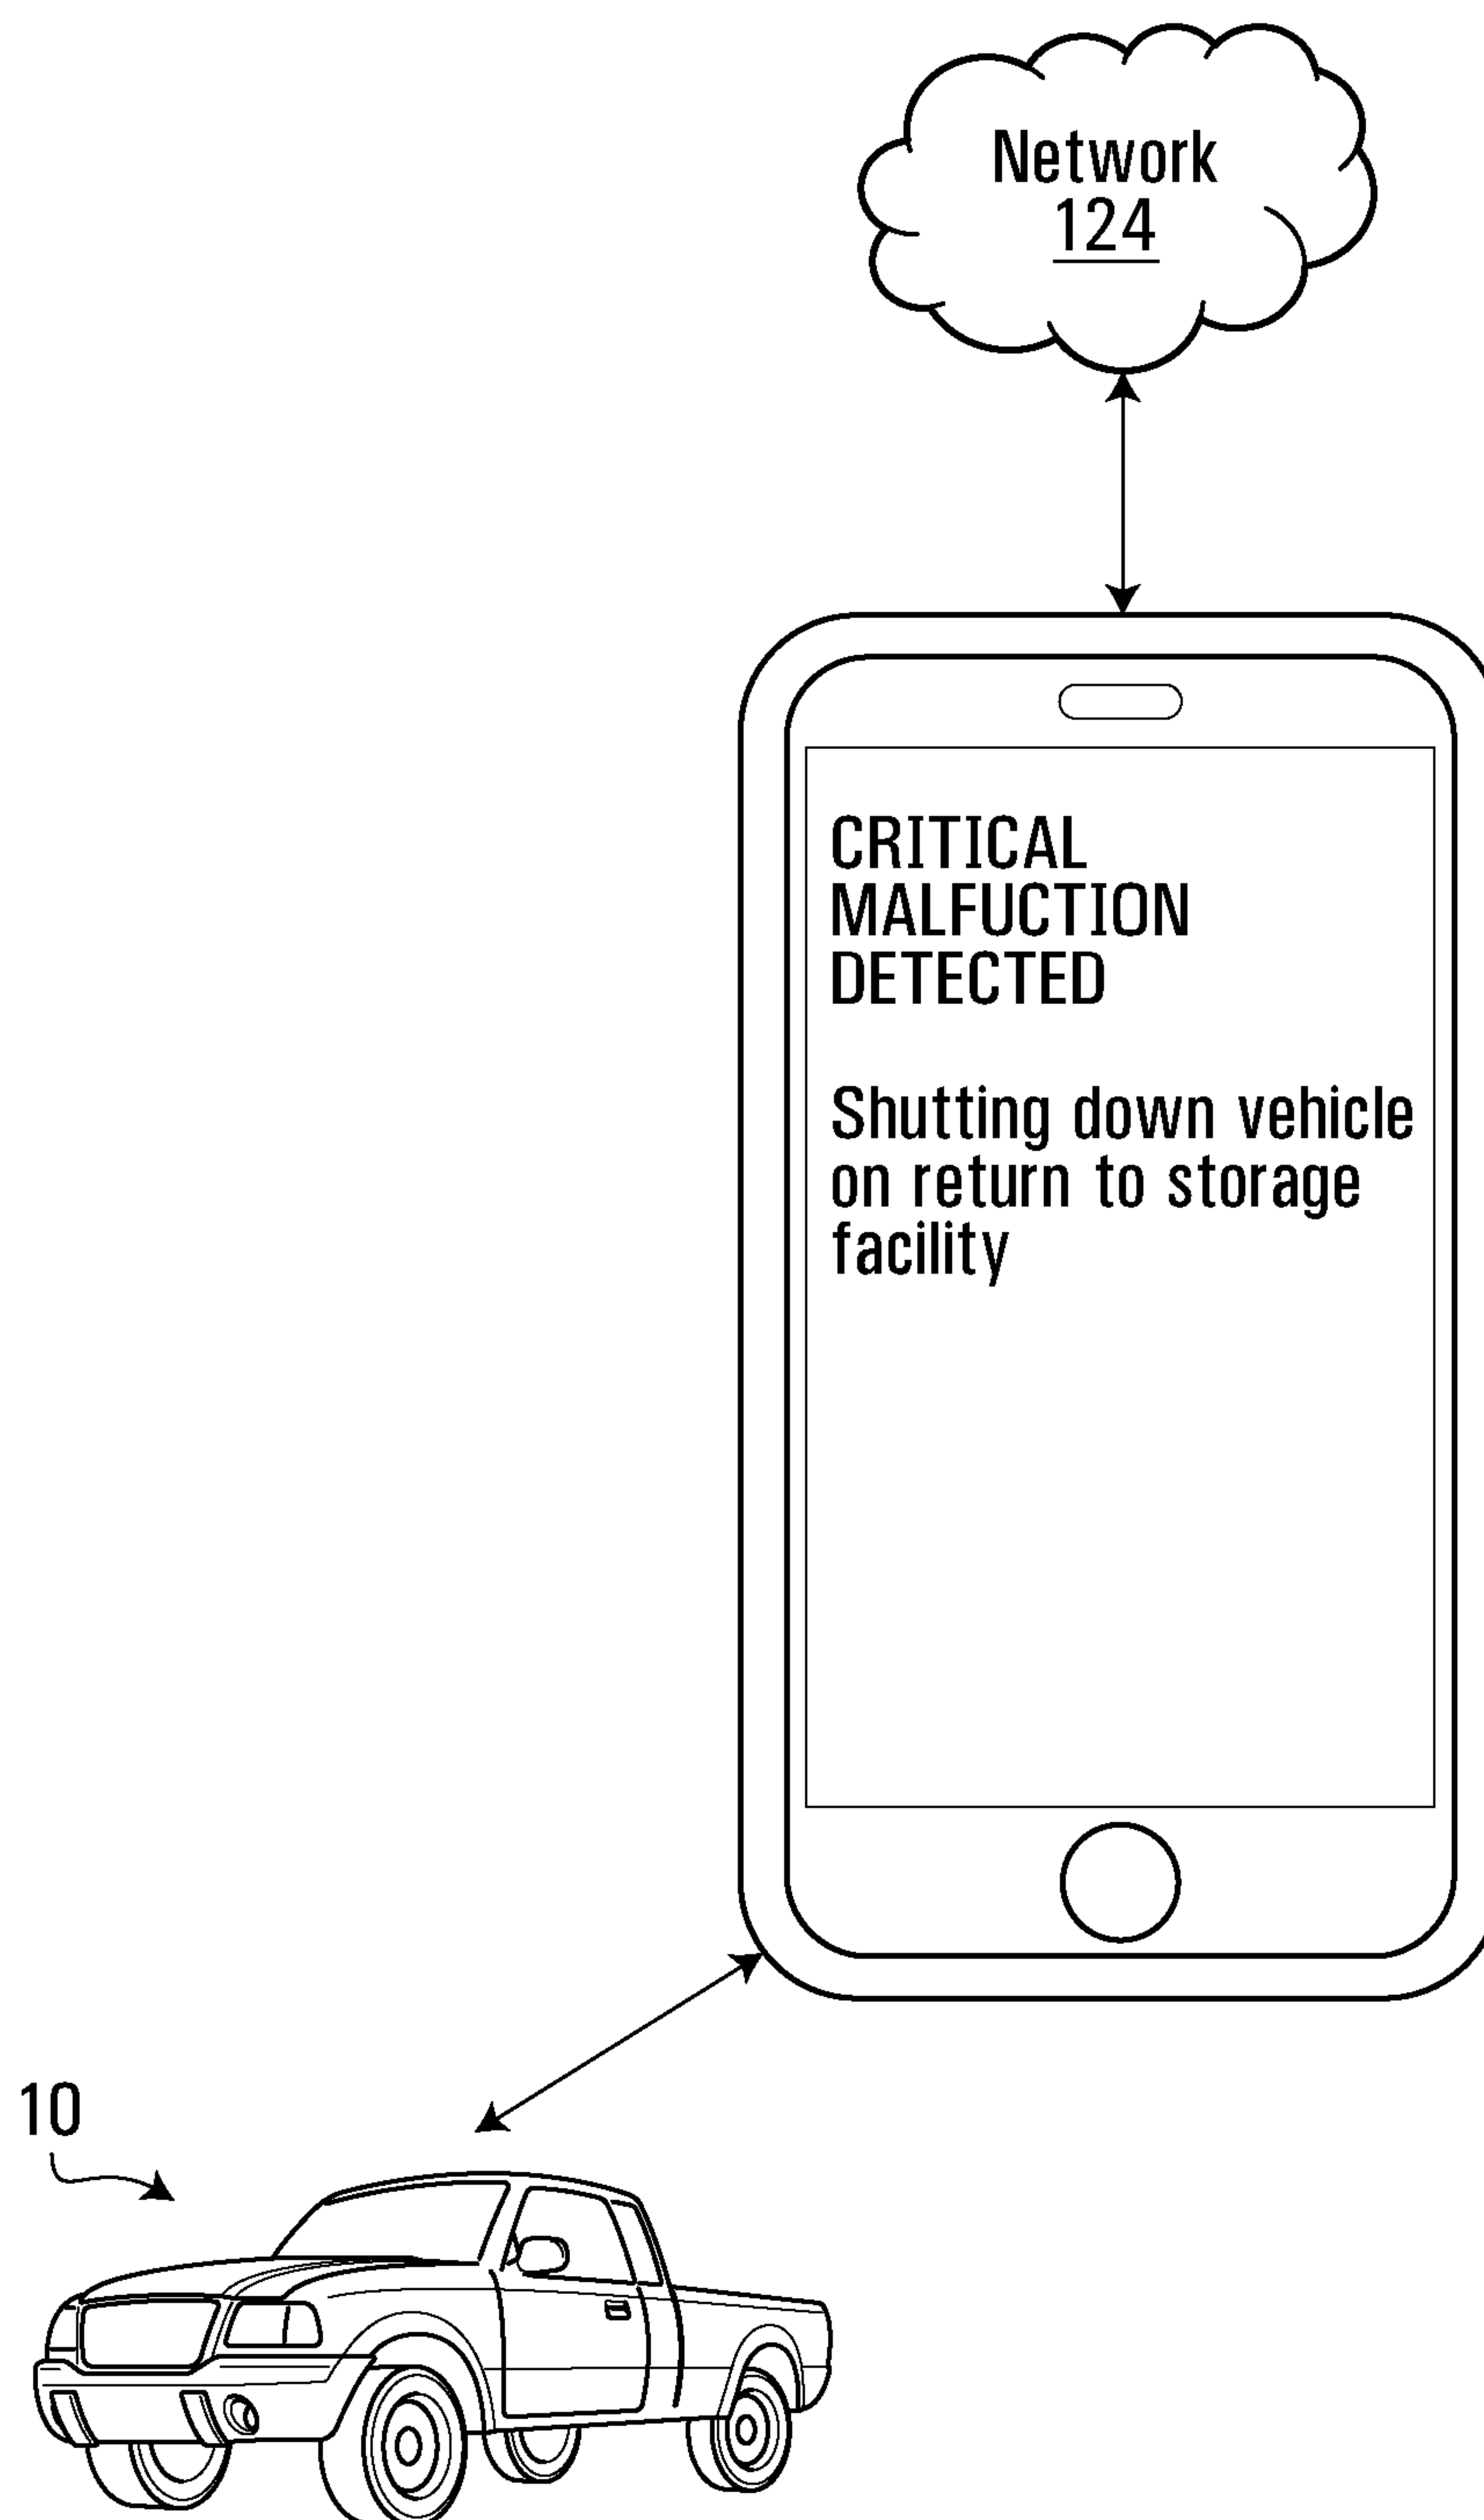 Network
124
CRITICAL
MALFUCTION
DETECTED
Shutting down vehicle
on return to storage
facility
10